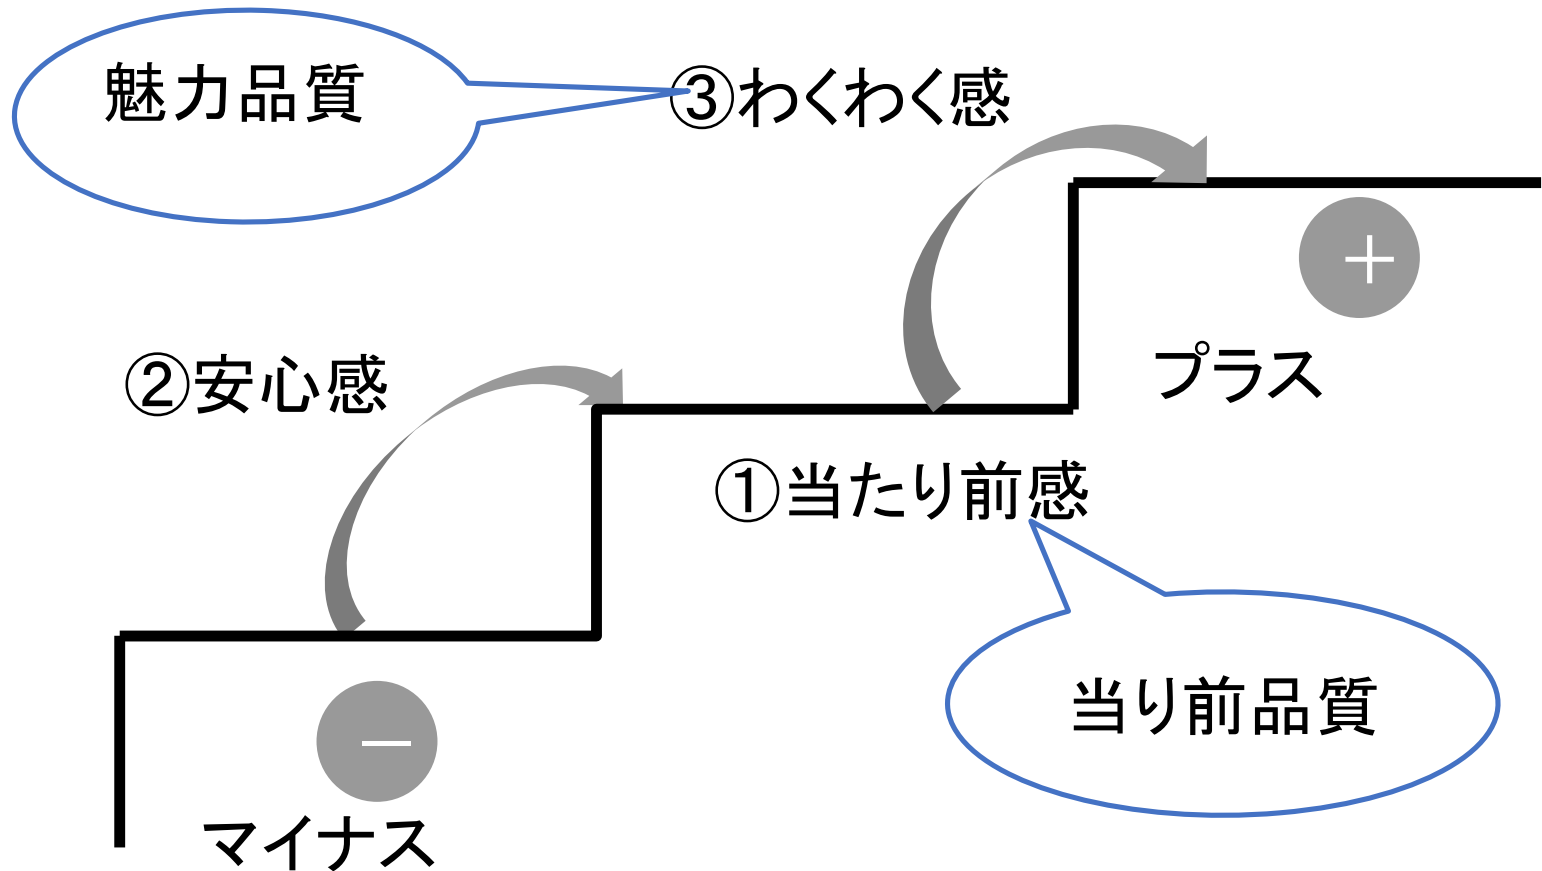 魅力品質
③わくわく感
＋
プラス
②安心感
①当たり前感
当り前品質
－
マイナス